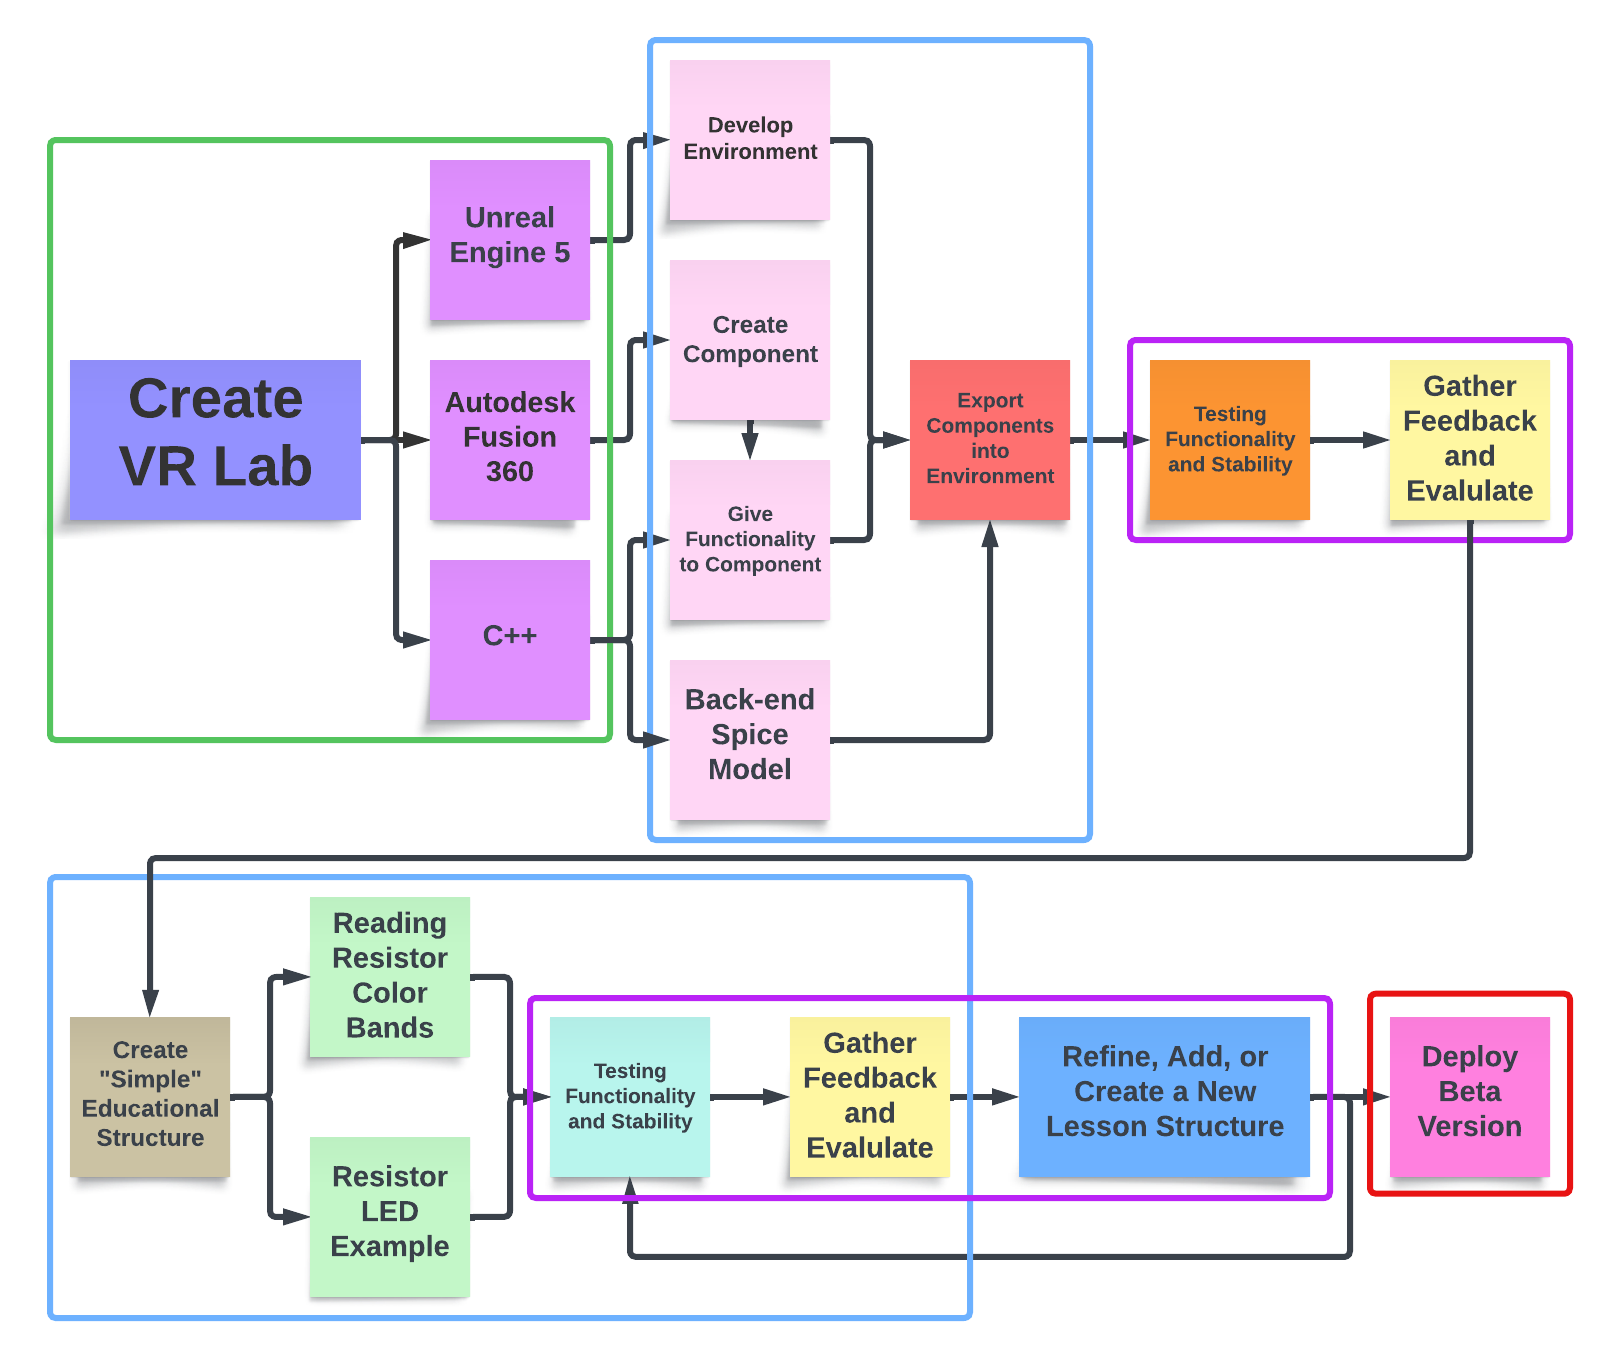 Create
VR Lab
Unreal
Engine 5
Autodesk
Fusion
360
C++
Develop
Environment
Create
Component
Give
Functionality
to Component
Back-end
Spice
Model
Export
Components
into
Environment
Testing
Functionality
and Stability
Gather
Feedback
and
Evalulate
Create
"Simple"
Educational
Structure
Reading
Resistor
Color
Bands
Resistor
LED
Example
Testing
Functionality
and Stability
Gather
Feedback
and
Evalulate
Refine, Add, or
Create a New
Lesson Structure
Deploy
Beta
Version